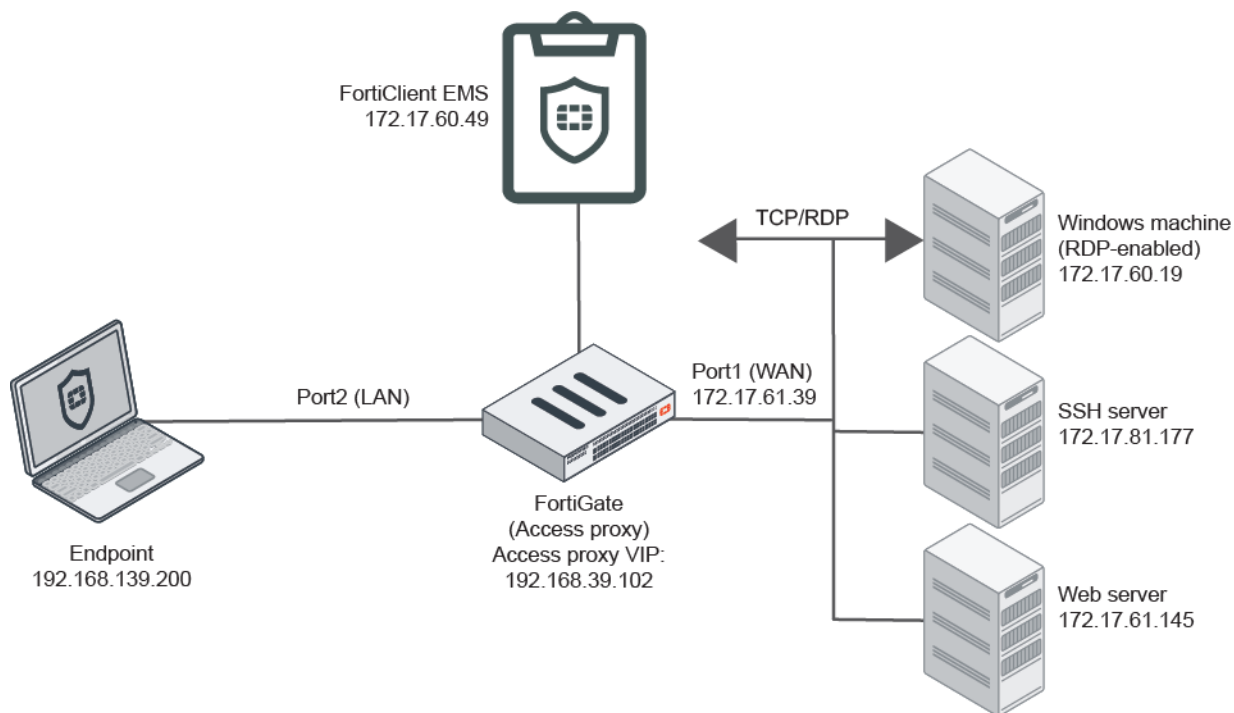 FortiClient EMS
172.17.60.49
TCP/RDP
Windows machine
(RDP-enabled)
172.17.60.19
Port2 (LAN)
Port1 (WAN)
172.17.61.39
SSH server
172.17.81.177
Endpoint
192.168.139.200
FortiGate
(Access proxy)
Access proxy VIP:
192.168.39.102
Web server
172.17.61.145